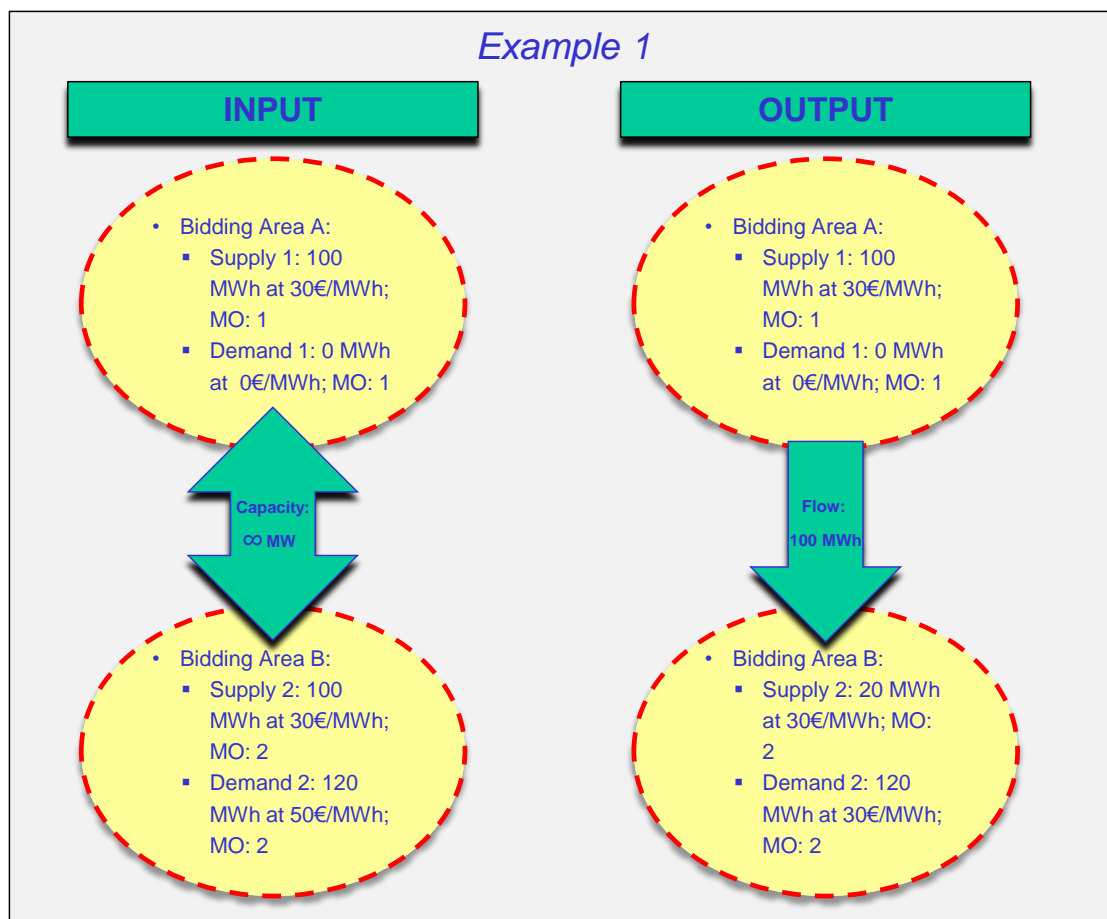 Example 1
INPUT
• Bidding Area A:
▪ Supply 1: 100
MWh at 30€/MWh;
MO: 1
▪ Demand 1: 0 MWh
at 0€/MWh; MO: 1
Capacity:
∞ MW
• Bidding Area B:
▪ Supply 2: 100
MWh at 30€/MWh;
MO: 2
▪ Demand 2: 120
MWh at 50€/MWh;
MO: 2
OUTPUT
• Bidding Area A:
▪ Supply 1: 100
MWh at 30€/MWh;
MO: 1
▪ Demand 1: 0 MWh
at 0€/MWh; MO: 1
Flow:
100 MWh
• Bidding Area B:
▪ Supply 2: 20 MWh
at 30€/MWh; MO:
2
▪ Demand 2: 120
MWh at 30€/MWh;
MO: 2